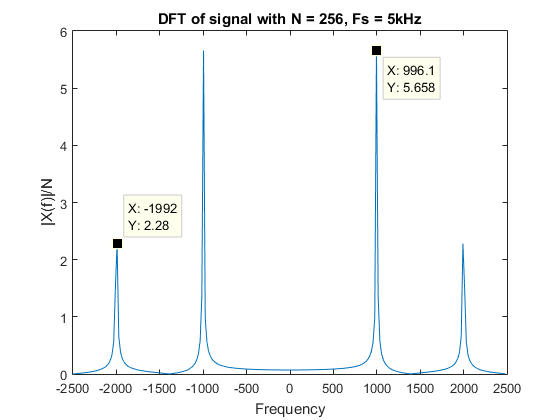 DFT of signal with N = 256, Fs = 5kHz
6
5
4
3
2
1
0
|X(f)|/N
X: 996.1
Y: 5.658
X: -1992
Y: 2.28
-2500 -2000 -1500 -1000 -500 0 500 1000 1500 2000 2500
Frequency